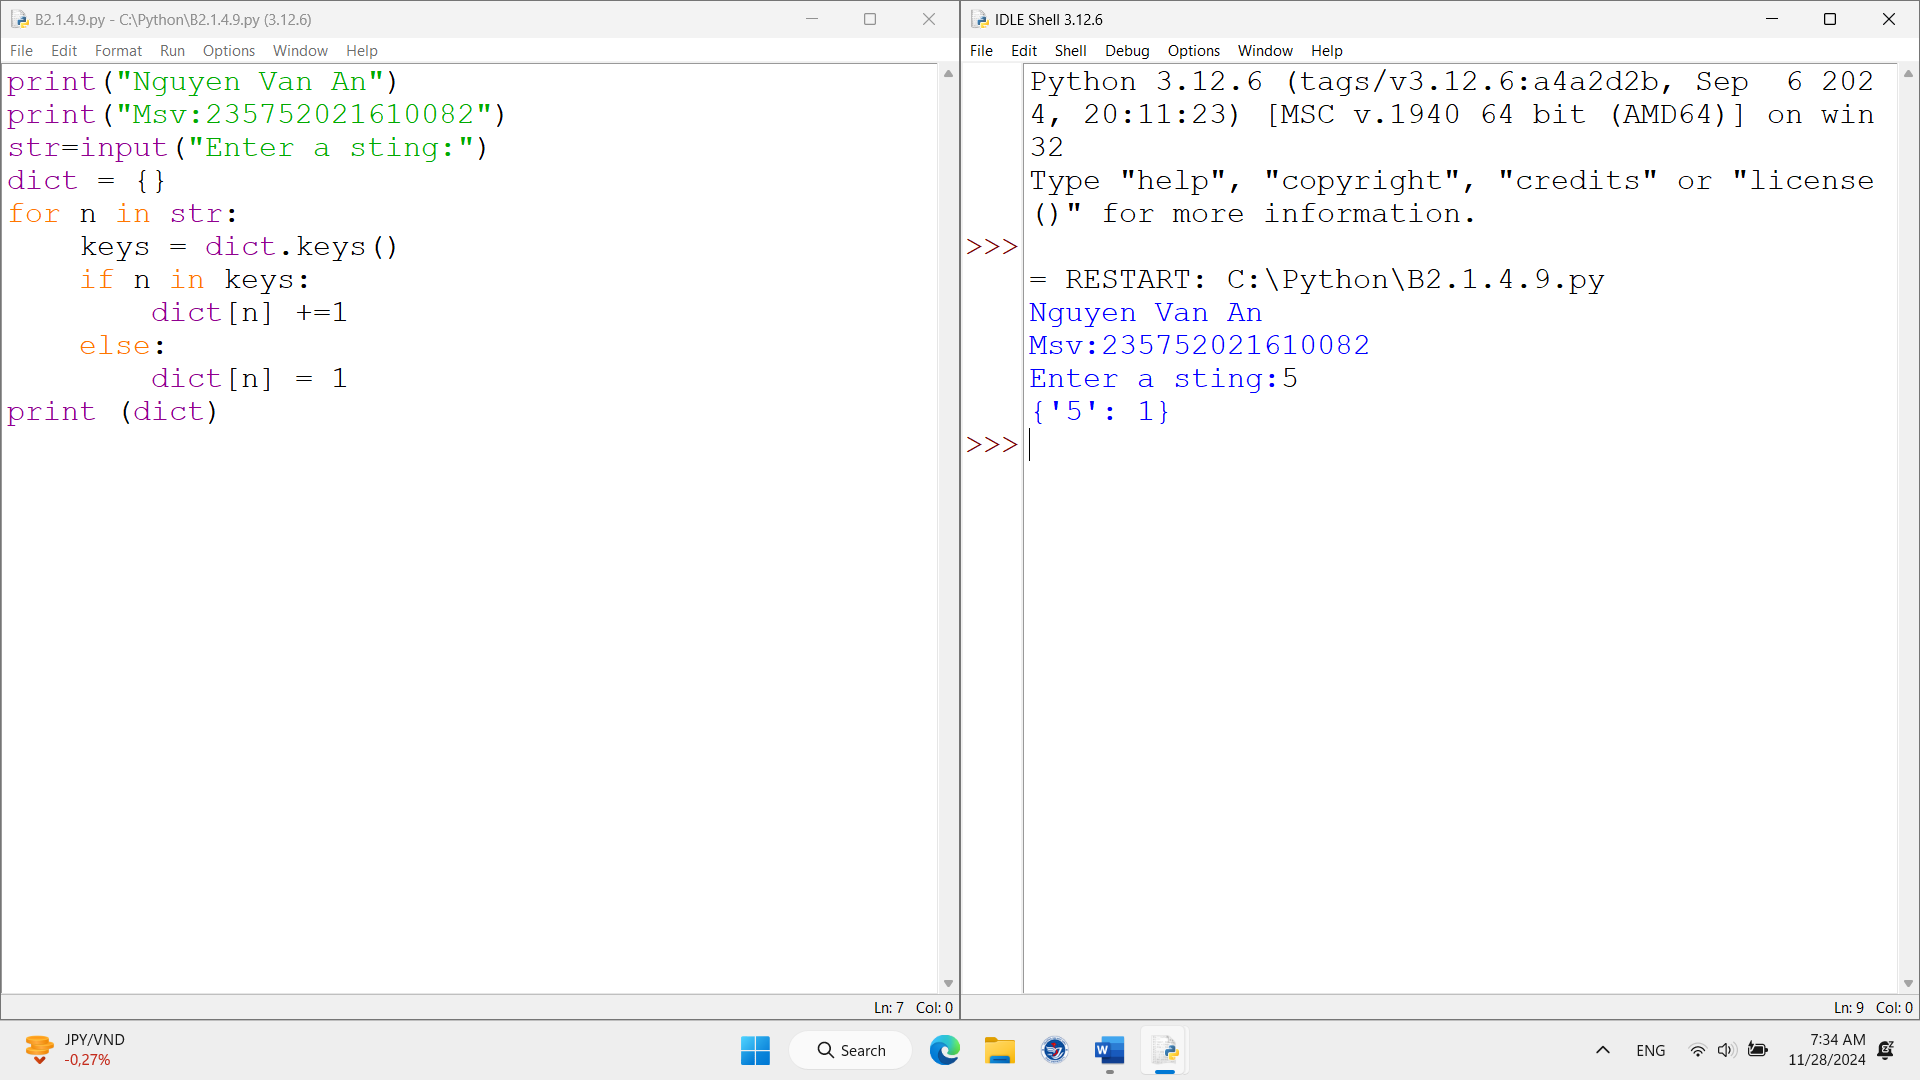 B2.1.4.9.py - C:\Python\B2.1.4.9.py (3.12.6)
File Edit Format Run Options Window Help
print("Nguyen Van An")
print("Msv:235752021610082")
str=input("Enter a sting:")
dict = {}
for n in str:
    keys = dict.keys()
    if n in keys:
        dict[n] +=1
    else:
        dict[n] = 1
print (dict)
Ln: 7 Col: 0
IDLE Shell 3.12.6
File Edit Shell Debug Options Window Help
Python 3.12.6 (tags/v3.12.6:a4a2d2b, Sep  6 202
4, 20:11:23) [MSC v.1940 64 bit (AMD64)] on win
32
Type "help", "copyright", "credits" or "license
()" for more information.
>>>
= RESTART: C:\Python\B2.1.4.9.py
Nguyen Van An
Msv:235752021610082
Enter a sting:5
{'5': 1}
>>>
Ln: 9 Col: 0
JPY/VND
-0,27%
Search
ENG
7:34 AM
11/28/2024